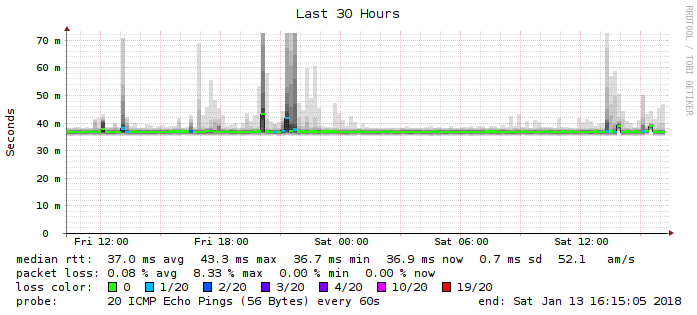 Last 30 Hours
RRDTOOL / TOBI OETIKER
Seconds
70 m
60 m
50 m
40 m
30 m
20 m
10 m
0
Fri 12:00 Fri 18:00 Sat 00:00 Sat 06:00 Sat 12:00
median rtt: 37.0 ms avg 43.3 ms max 36.7 ms min 36.9 ms now 0.7 ms sd 52.1 am/s
packet loss: 0.08 % avg 8.33 % max 0.00 % min 0.00 % now
loss color: 0 1/20 2/20 3/20 4/20 10/20 19/20
probe: 20 ICMP Echo Pings (56 Bytes) every 60s end: Sat Jan 13 16:15:05 2018